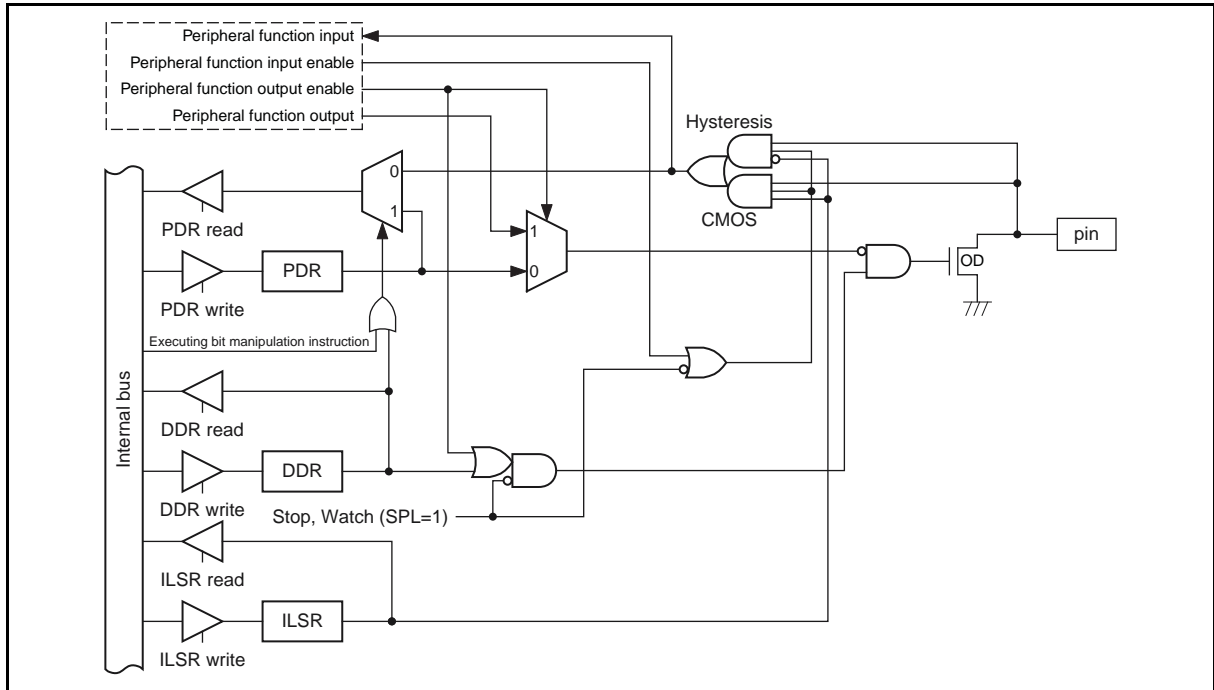 Peripheral function input
Peripheral function input enable
Peripheral function output enable
Peripheral function output
Hysteresis
0
1
CMOS
PDR read
1
0
pin
OD
PDR
PDR write
Executing bit manipulation instruction
Internal bus
DDR read
DDR
DDR write
Stop, Watch (SPL=1)
ILSR read
ILSR
ILSR write